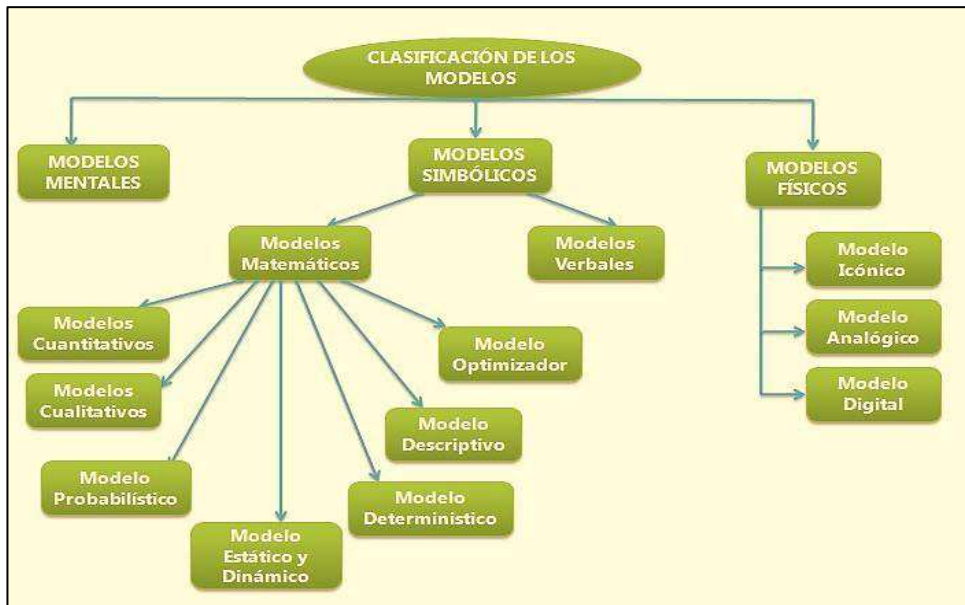 CLASIFICACIÓN DE LOS
MODELOS
MODELOS
MENTALES
MODELOS
SIMBÓLICOS
MODELOS
FÍSICOS
Modelos
Matemáticos
Modelos
Verbales
Modelo
Icónico
Modelo
Analógico
Modelo
Digital
Modelos
Cuantitativos
Modelos
Cualitativos
Modelo
Probabilístico
Modelo
Estático y
Dinámico
Modelo
Deterministico
Modelo
Descriptivo
Modelo
Optimizador